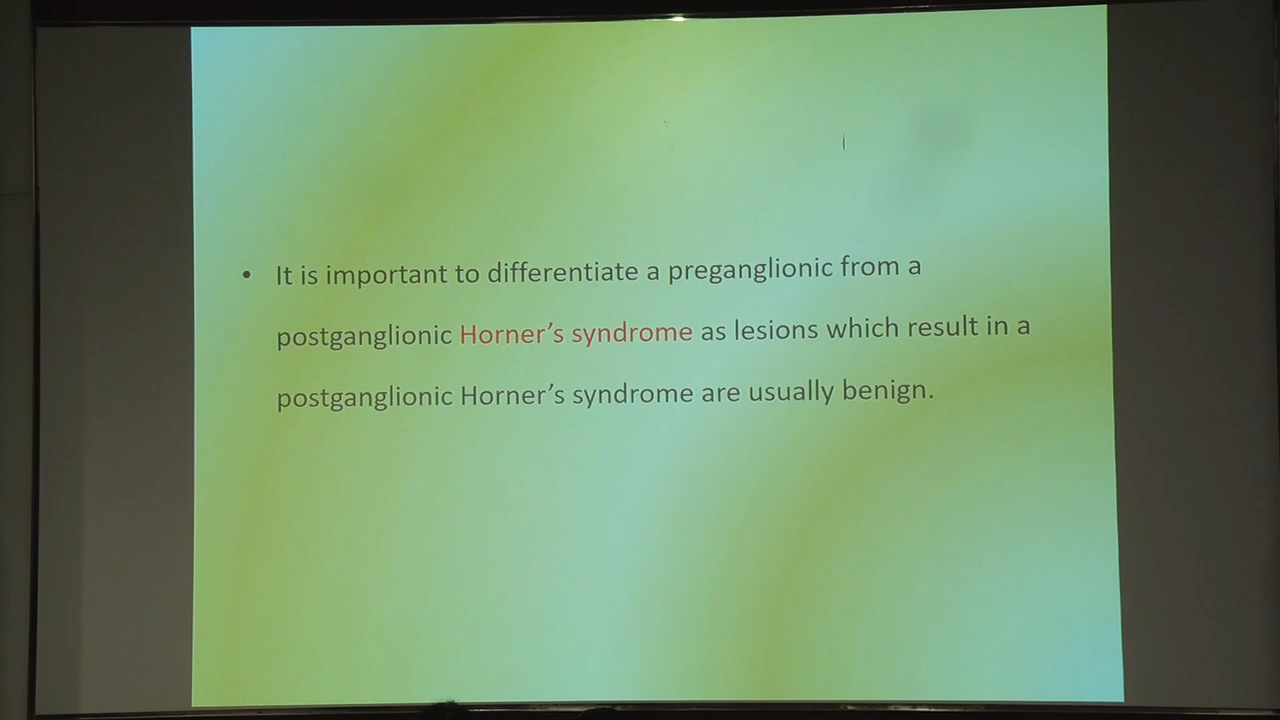 • It is important to differentiate a preganglionic from a
postganglionic Horner's syndrome as lesions which result in a
postganglionic Horner's syndrome are usually benign.